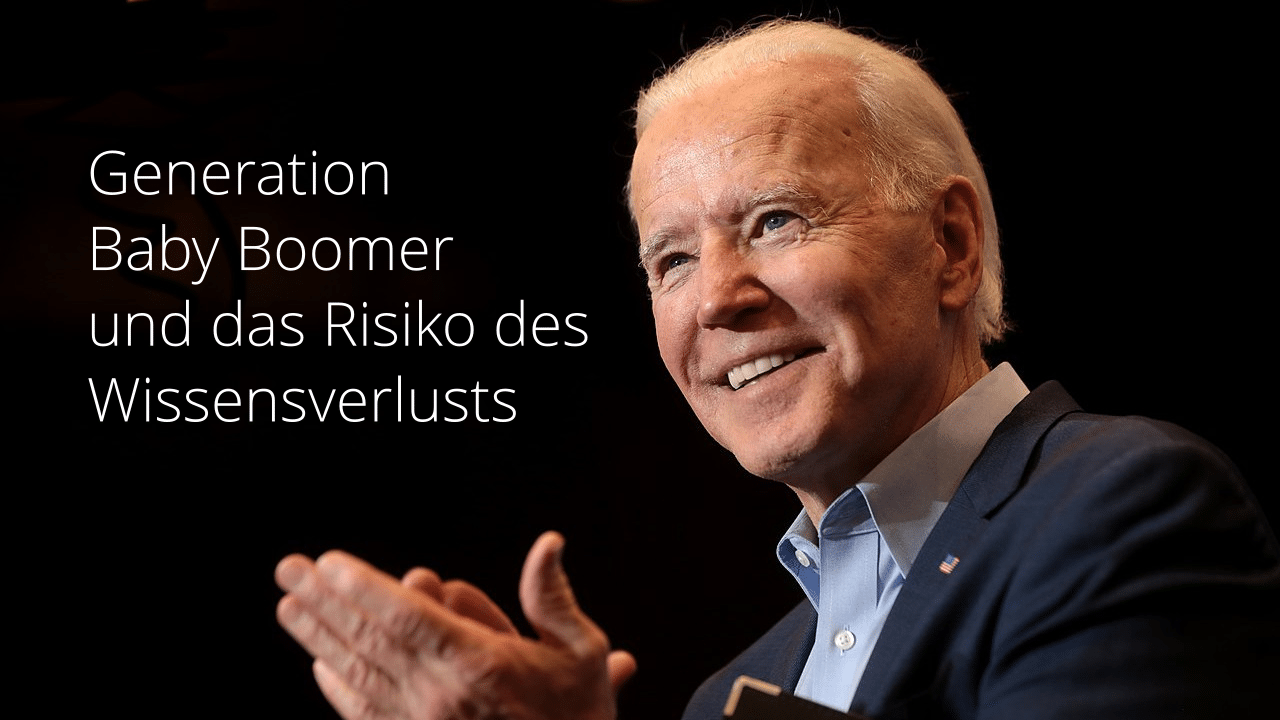 Generation
Baby Boomer
und das Risiko des
Wissensverlusts